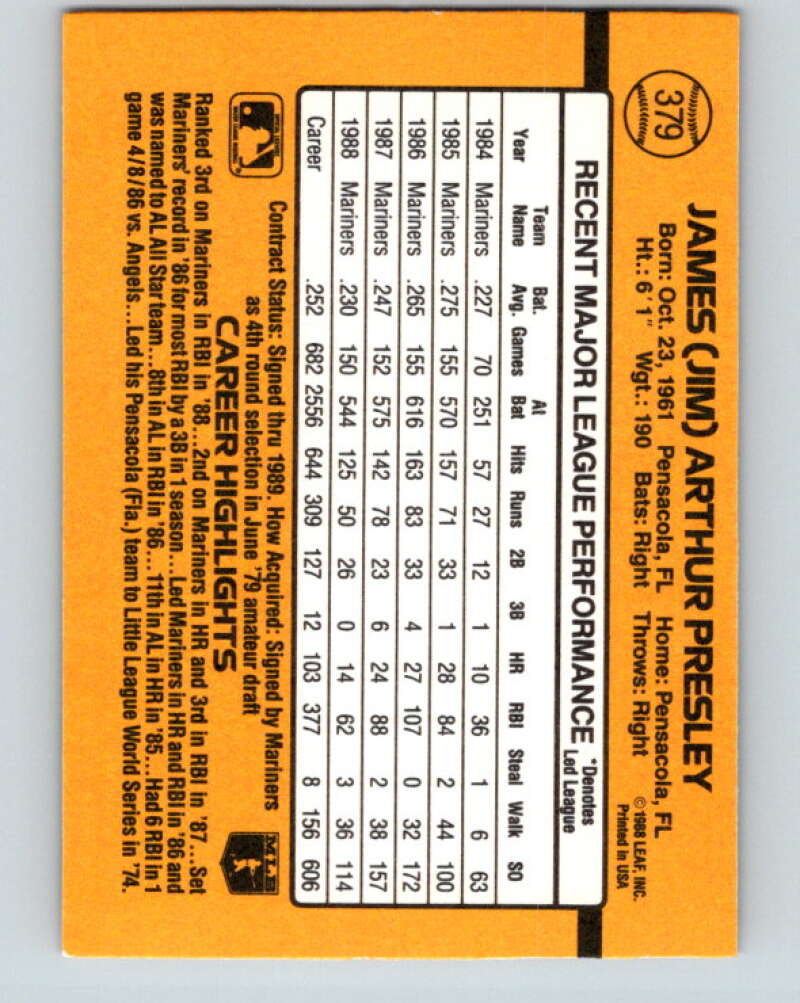 379
JAMES (JIM) ARTHUR PRESLEY
Born: Oct. 23, 1961 Pensacola, FL Home: Pensacola, FL
Ht.: 6'1" Wgt.: 190 Bats: Right Throws: Right
© 1988 LEAF, INC.
Printed in USA
RECENT MAJOR LEAGUE PERFORMANCE *Denotes Led League
Year Team Name Bat. Avg. Games At Bat Hits Runs 2B 3B HR RBI Steal Walk SO
1984 Mariners .227 70 251 57 27 12 1 10 36 1 6 63
1985 Mariners .275 155 570 157 71 33 1 28 84 2 44 100
1986 Mariners .265 155 616 163 83 33 4 27 107 0 32 172
1987 Mariners .247 152 575 142 78 23 6 24 88 2 38 157
1988 Mariners .230 150 544 125 50 26 0 14 62 3 36 114
Career .252 682 2556 644 309 127 12 103 377 8 156 606
Contract Status: Signed thru 1989. How Acquired: Signed by Mariners
as 4th round selection in June '79 amateur draft
MLB
CAREER HIGHLIGHTS
Ranked 3rd on Mariners in RBI in '88...2nd on Mariners in HR and 3rd in RBI in '87...Set
Mariners' record in '86 for most RBI by a 3B in 1 season...Led Mariners in HR and RBI in '86 and
was named to AL All Star team...8th in AL in RBI in '86...11th in AL in HR in '85...Had 6 RBI in 1
game 4/8/86 vs. Angels...Led his Pensacola (Fla.) team to Little League World Series in '74.